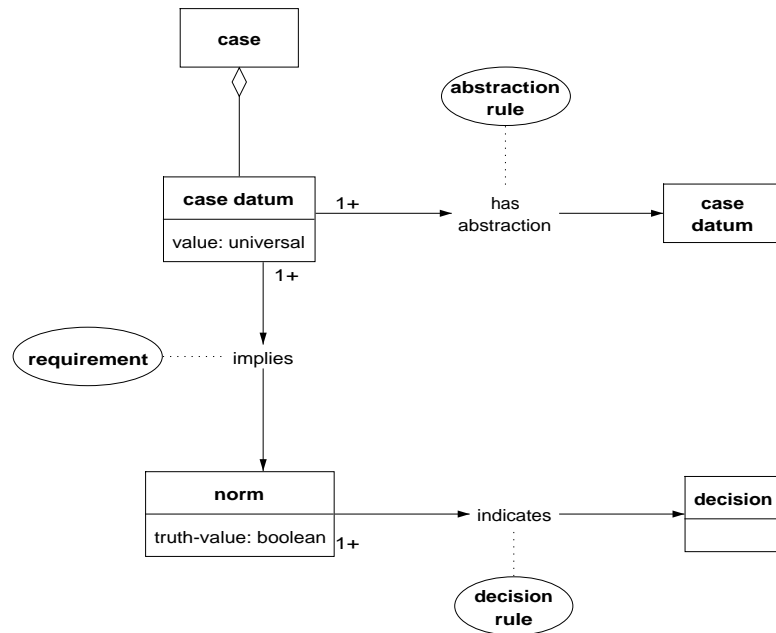 case
abstraction
rule
case datum
value: universal
1+
has
abstraction
case
datum
1+
requirement
implies
norm
truth-value: boolean
1+
indicates
decision
decision
rule